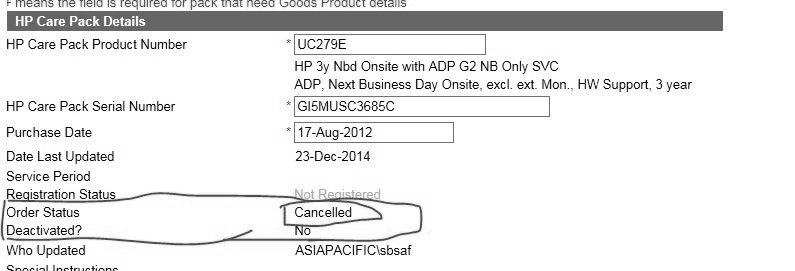 F means the field is required for pack that need Goods Product details
HP Care Pack Details
HP Care Pack Product Number * UC279E
HP 3y Nbd Onsite with ADP G2 NB Only SVC
ADP, Next Business Day Onsite, excl. ext. Mon., HW Support, 3 year
HP Care Pack Serial Number * GI5MUSC3685C
Purchase Date * 17-Aug-2012
Date Last Updated 23-Dec-2014
Service Period
Registration Status Not Registered
Order Status Cancelled
Deactivated? No
Who Updated ASIAPACIFIC\sbsaf
Special Instructions